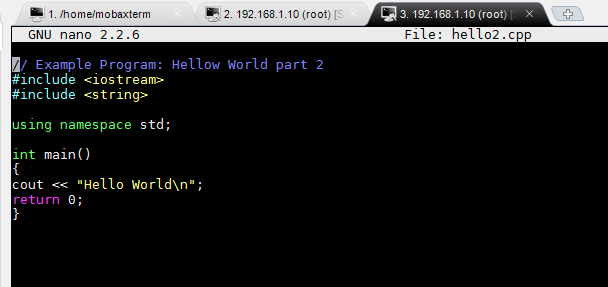 1. /home/mobaxterm
2. 192.168.1.10 (root) [S
3. 192.168.1.10 (root) [
GNU nano 2.2.6 File: hello2.cpp
// Example Program: Hellow World part 2
#include <iostream>
#include <string>
using namespace std;
int main()
{
cout << "Hello World\n";
return 0;
}